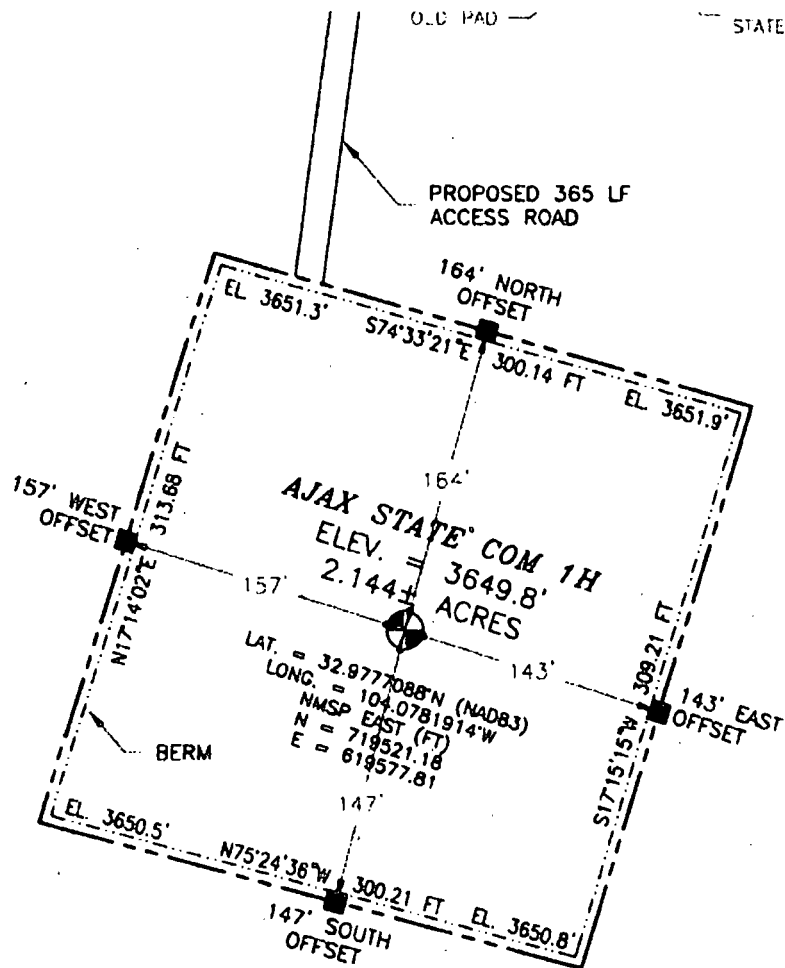 OLD PAD
STATE
PROPOSED 365 LF
ACCESS ROAD
164' NORTH
OFFSET
EL. 3651.3'
S74°33'21"E
300.14 FT
EL. 3651.9'
313.68 FT
N17°14'02"E
157' WEST
OFFSET
164'
AJAX STATE COM 1H
ELEV. = 3649.8'
2.144± ACRES
157'
143'
309.21 FT
S17°15'15"W
143' EAST
OFFSET
LAT. = 32.9777088°N (NAD83)
LONG. = 104.0781914°W
NMSP EAST (FT)
N = 719521.18
E = 619577.81
BERM
147'
EL. 3650.5'
N75°24'36"W
300.21 FT
EL. 3650.8'
147' SOUTH
OFFSET